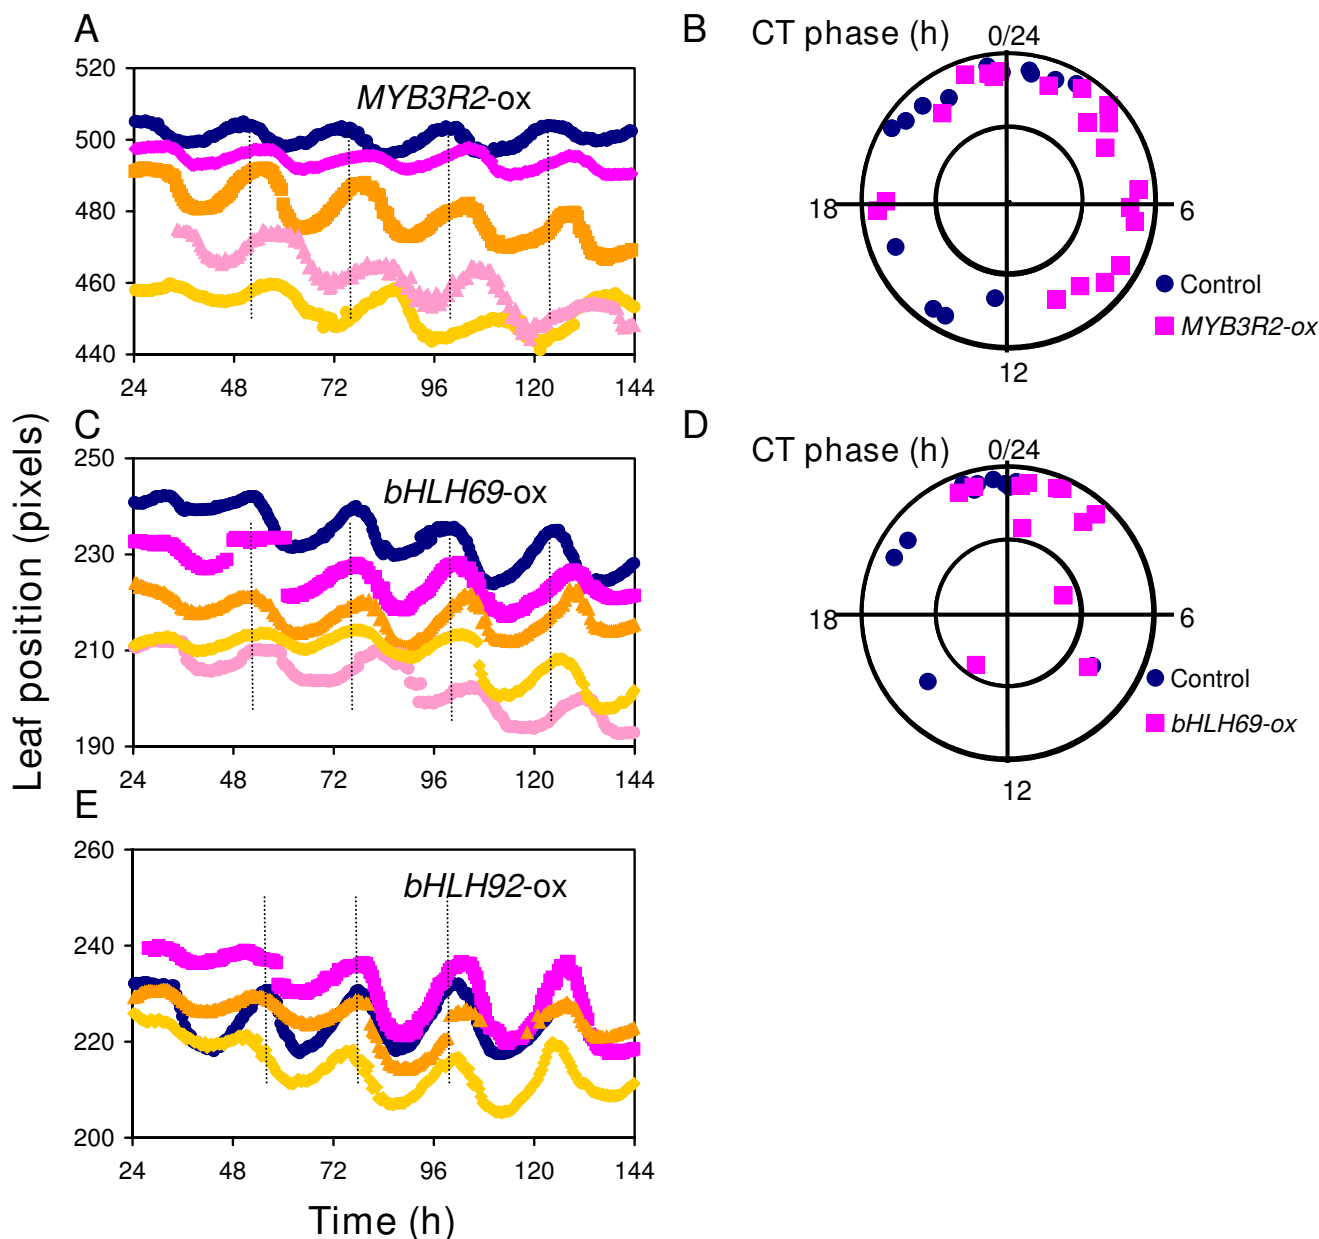 A
MYB3R2-ox
520
500
480
460
440
24 48 72 96 120 144
B
CT phase (h)
0/24
18
6
12
Control
MYB3R2-ox
Leaf position (pixels)
C
bHLH69-ox
250
230
210
190
24 48 72 96 120 144
D
CT phase (h)
0/24
18
6
12
Control
bHLH69-ox
E
bHLH92-ox
260
240
220
200
24 48 72 96 120 144
Time (h)